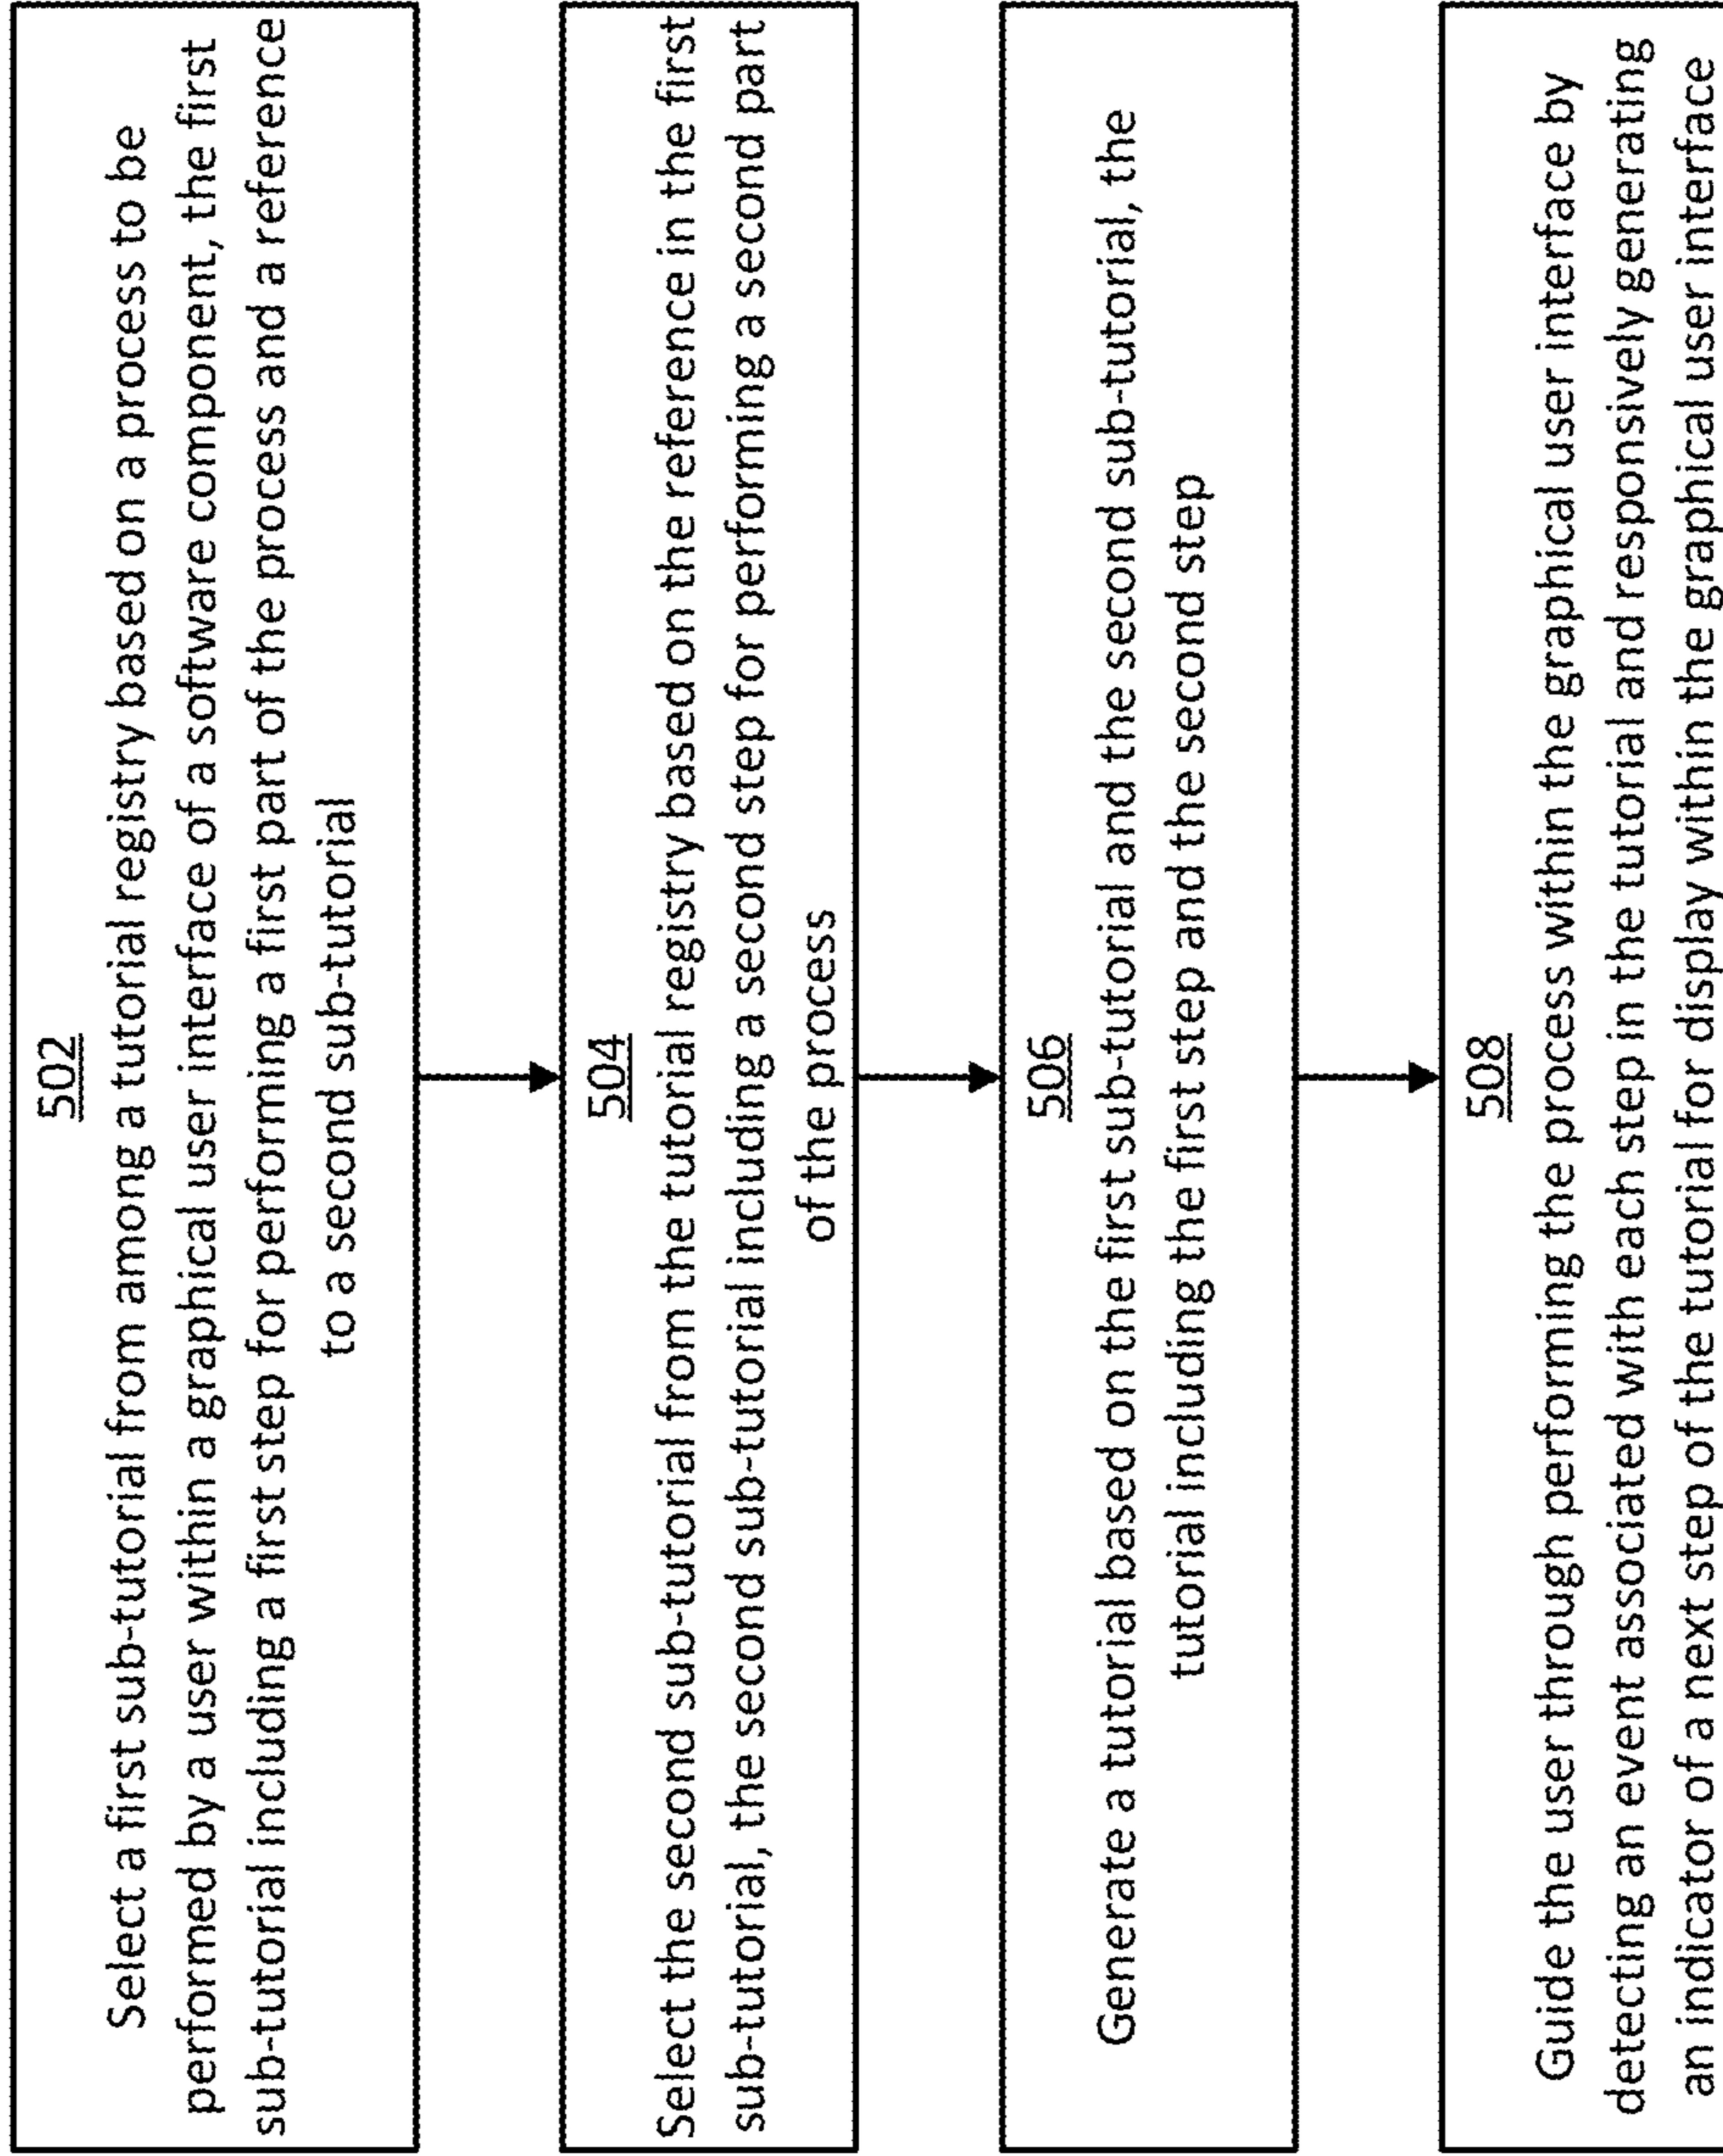 502
Select a first sub-tutorial from among a tutorial registry based on a process to be
performed by a user within a graphical user interface of a software component, the first
sub-tutorial including a first step for performing a first part of the process and a reference
to a second sub-tutorial
504
Select the second sub-tutorial from the tutorial registry based on the reference in the first
sub-tutorial, the second sub-tutorial including a second step for performing a second part
of the process
506
Generate a tutorial based on the first sub-tutorial and the second sub-tutorial, the
tutorial including the first step and the second step
508
Guide the user through performing the process within the graphical user interface by
detecting an event associated with each step in the tutorial and responsively generating
an indicator of a next step of the tutorial for display within the graphical user interface